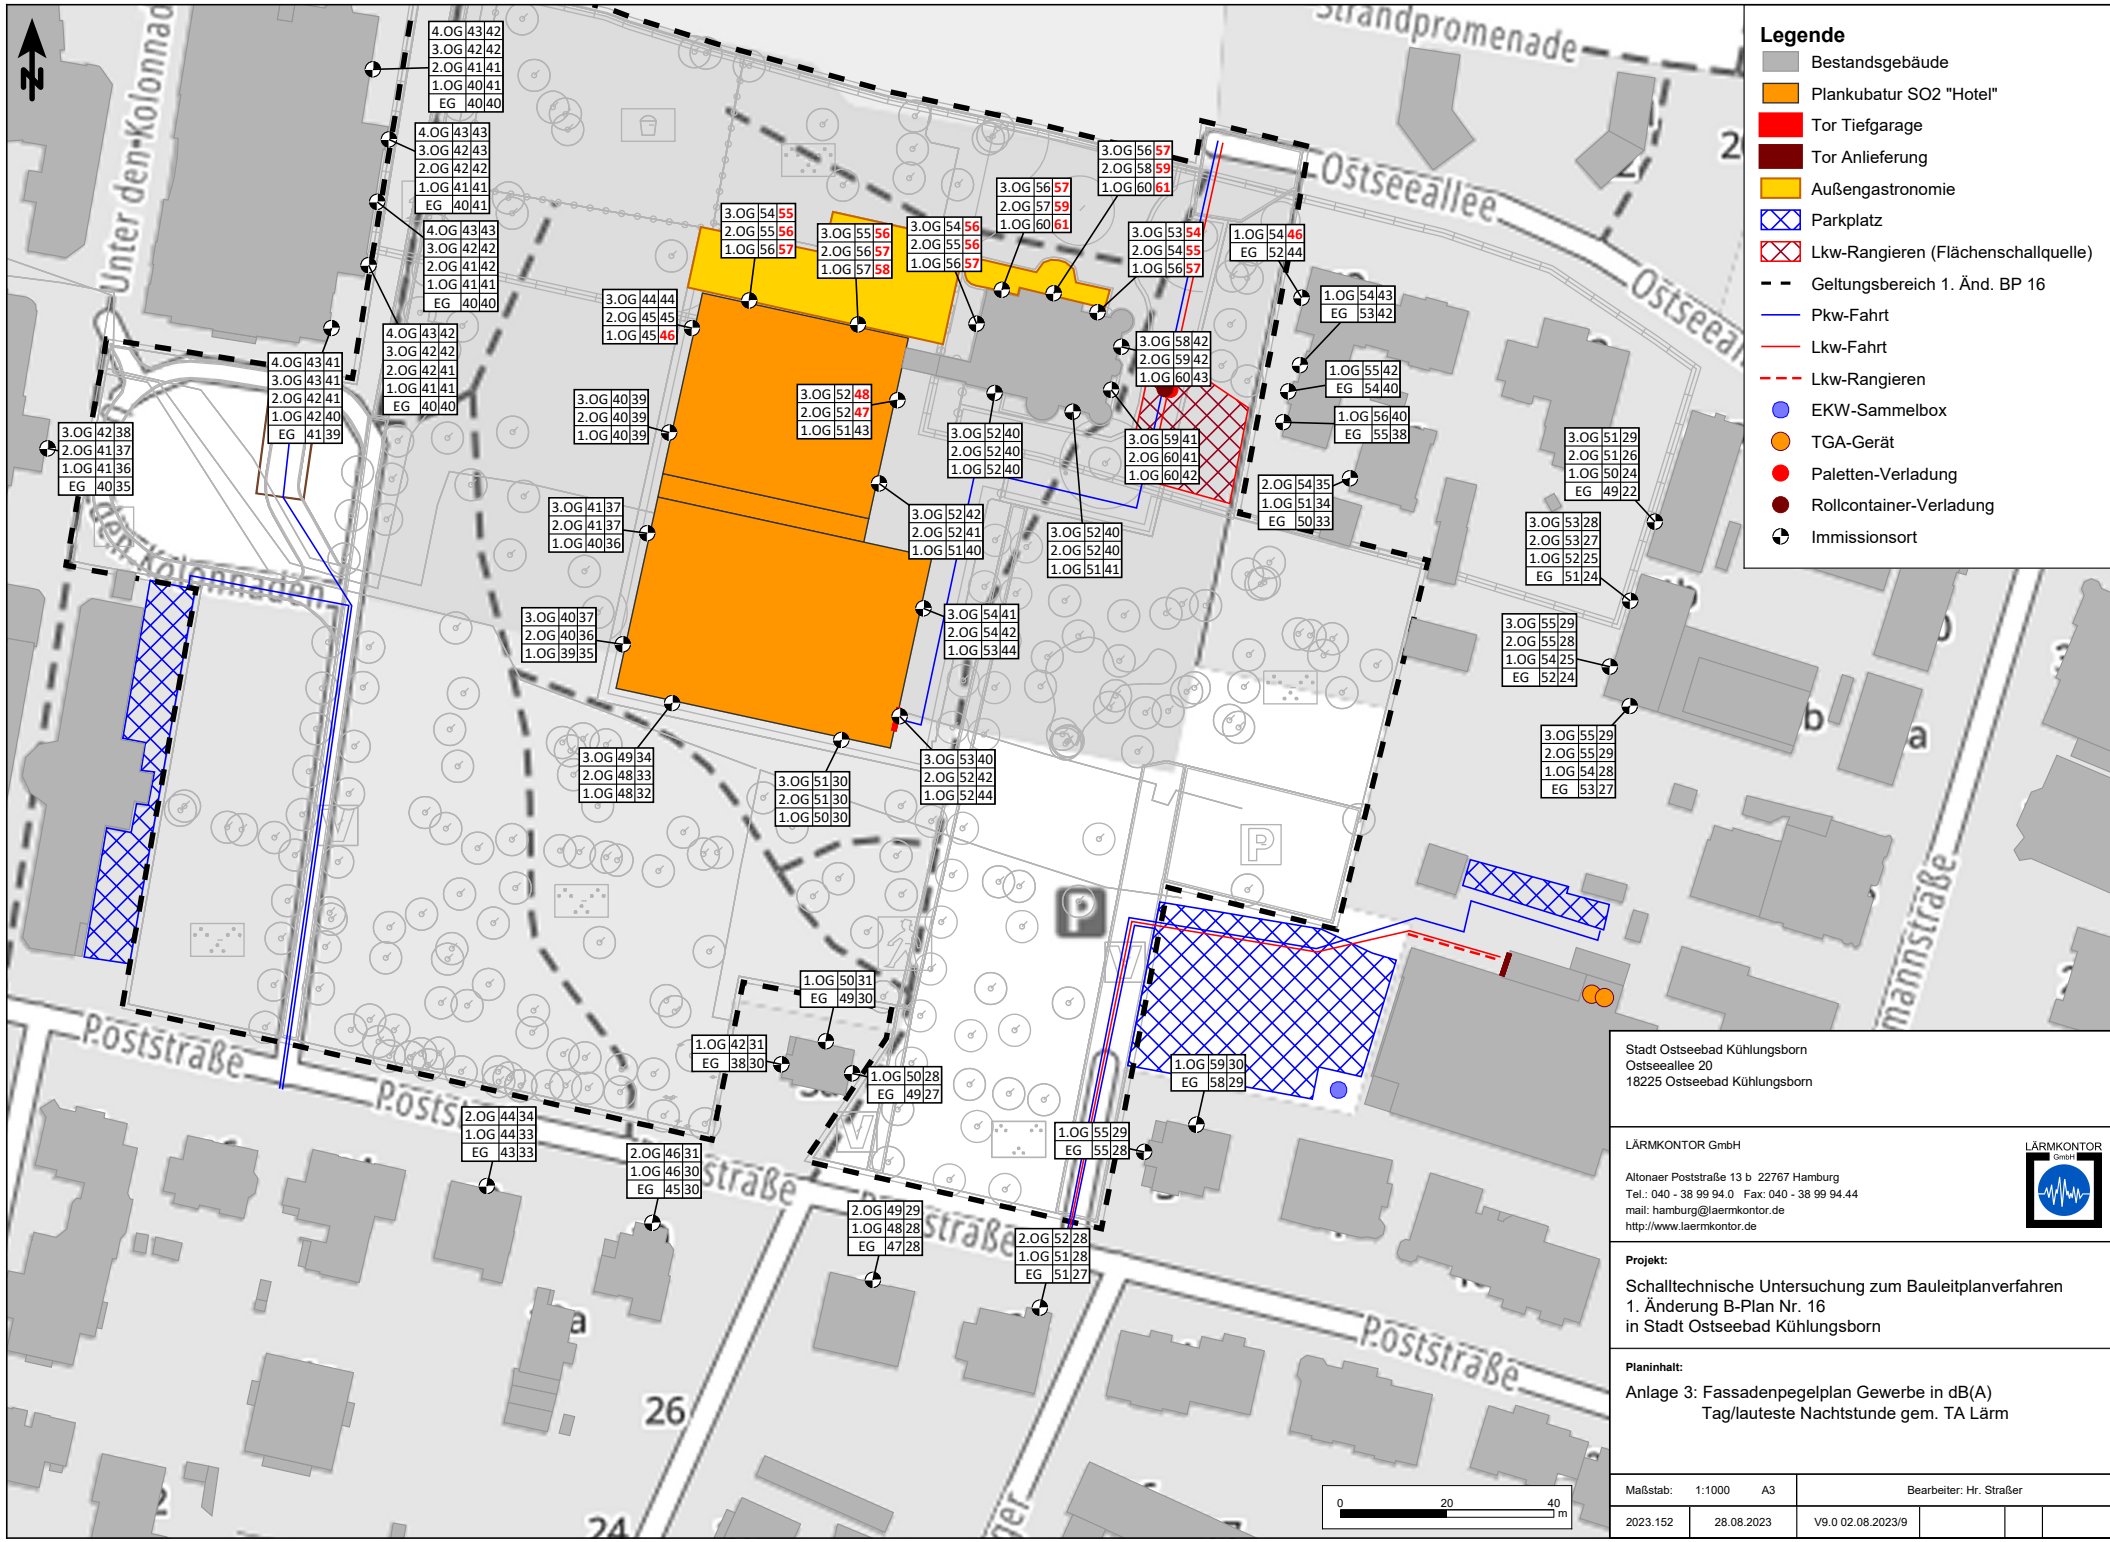 Strandpromenade
Unter den-Kolonnad
Ostseeallee
Ostseeal
N
4.OG 43 42
3.OG 42 42
2.OG 41 41
1.OG 40 41
EG 40 40
4.OG 43 43
3.OG 42 43
2.OG 42 42
1.OG 41 41
EG 40 41
4.OG 43 43
3.OG 42 42
2.OG 41 42
1.OG 41 41
EG 40 40
4.OG 43 42
3.OG 42 42
2.OG 42 41
1.OG 41 41
EG 40 40
4.OG 43 41
3.OG 43 41
2.OG 42 41
1.OG 42 40
EG 41 39
3.OG 42 38
2.OG 41 37
1.OG 41 36
EG 40 35
3.OG 54 55
2.OG 55 56
1.OG 56 57
3.OG 55 56
2.OG 56 57
1.OG 57 58
3.OG 54 56
2.OG 55 56
1.OG 56 57
3.OG 56 57
2.OG 57 59
1.OG 60 61
3.OG 56 57
2.OG 58 59
1.OG 60 61
3.OG 53 54
2.OG 54 55
1.OG 56 57
1.OG 54 46
EG 52 44
1.OG 54 43
EG 53 42
1.OG 55 42
EG 54 40
1.OG 56 40
EG 55 38
3.OG 44 44
2.OG 45 45
1.OG 45 46
3.OG 40 39
2.OG 40 39
1.OG 40 39
3.OG 52 48
2.OG 52 47
1.OG 51 43
3.OG 58 42
2.OG 59 42
1.OG 60 43
3.OG 52 40
2.OG 52 40
1.OG 52 40
3.OG 59 41
2.OG 60 41
1.OG 60 42
2.OG 54 35
1.OG 51 34
EG 50 33
3.OG 51 29
2.OG 51 26
1.OG 50 24
EG 49 22
3.OG 53 28
2.OG 53 27
1.OG 52 25
EG 51 24
3.OG 55 29
2.OG 55 28
1.OG 54 25
EG 52 24
3.OG 55 29
2.OG 55 29
1.OG 54 28
EG 53 27
3.OG 41 37
2.OG 41 37
1.OG 40 36
3.OG 52 42
2.OG 52 41
1.OG 51 40
3.OG 52 40
2.OG 52 40
1.OG 51 41
3.OG 40 37
2.OG 40 36
1.OG 39 35
3.OG 54 41
2.OG 54 42
1.OG 53 44
3.OG 49 34
2.OG 48 33
1.OG 48 32
3.OG 51 30
2.OG 51 30
1.OG 50 30
3.OG 53 40
2.OG 52 42
1.OG 52 44
1.OG 50 31
EG 49 30
1.OG 42 31
EG 38 30
1.OG 50 28
EG 49 27
1.OG 59 30
EG 58 29
1.OG 55 29
EG 55 28
2.OG 44 34
1.OG 44 33
EG 43 33
2.OG 46 31
1.OG 46 30
EG 45 30
2.OG 49 29
1.OG 48 28
EG 47 28
2.OG 52 28
1.OG 51 28
EG 51 27
den Kolonnaden
P
P
b
a
mannstraße
Poststraße
Postst
straße
straße
Poststraße
a
26
24
ger
0 20 40
m
Legende
Bestandsgebäude
Plankubatur SO2 "Hotel"
Tor Tiefgarage
Tor Anlieferung
Außengastronomie
Parkplatz
Lkw-Rangieren (Flächenschallquelle)
Geltungsbereich 1. Änd. BP 16
Pkw-Fahrt
Lkw-Fahrt
Lkw-Rangieren
EKW-Sammelbox
TGA-Gerät
Paletten-Verladung
Rollcontainer-Verladung
Immissionsort
Stadt Ostseebad Kühlungsborn
Ostseeallee 20
18225 Ostseebad Kühlungsborn
LÄRMKONTOR GmbH
Altonaer Poststraße 13 b 22767 Hamburg
Tel.: 040 - 38 99 94.0 Fax: 040 - 38 99 94.44
mail: hamburg@laermkontor.de
http://www.laermkontor.de
LÄRMKONTOR
GmbH
Projekt:
Schalltechnische Untersuchung zum Bauleitplanverfahren
1. Änderung B-Plan Nr. 16
in Stadt Ostseebad Kühlungsborn
Planinhalt:
Anlage 3: Fassadenpegelplan Gewerbe in dB(A)
Tag/lauteste Nachtstunde gem. TA Lärm
Maßstab: 1:1000 A3 Bearbeiter: Hr. Straßer
2023.152 28.08.2023 V9.0 02.08.2023/9